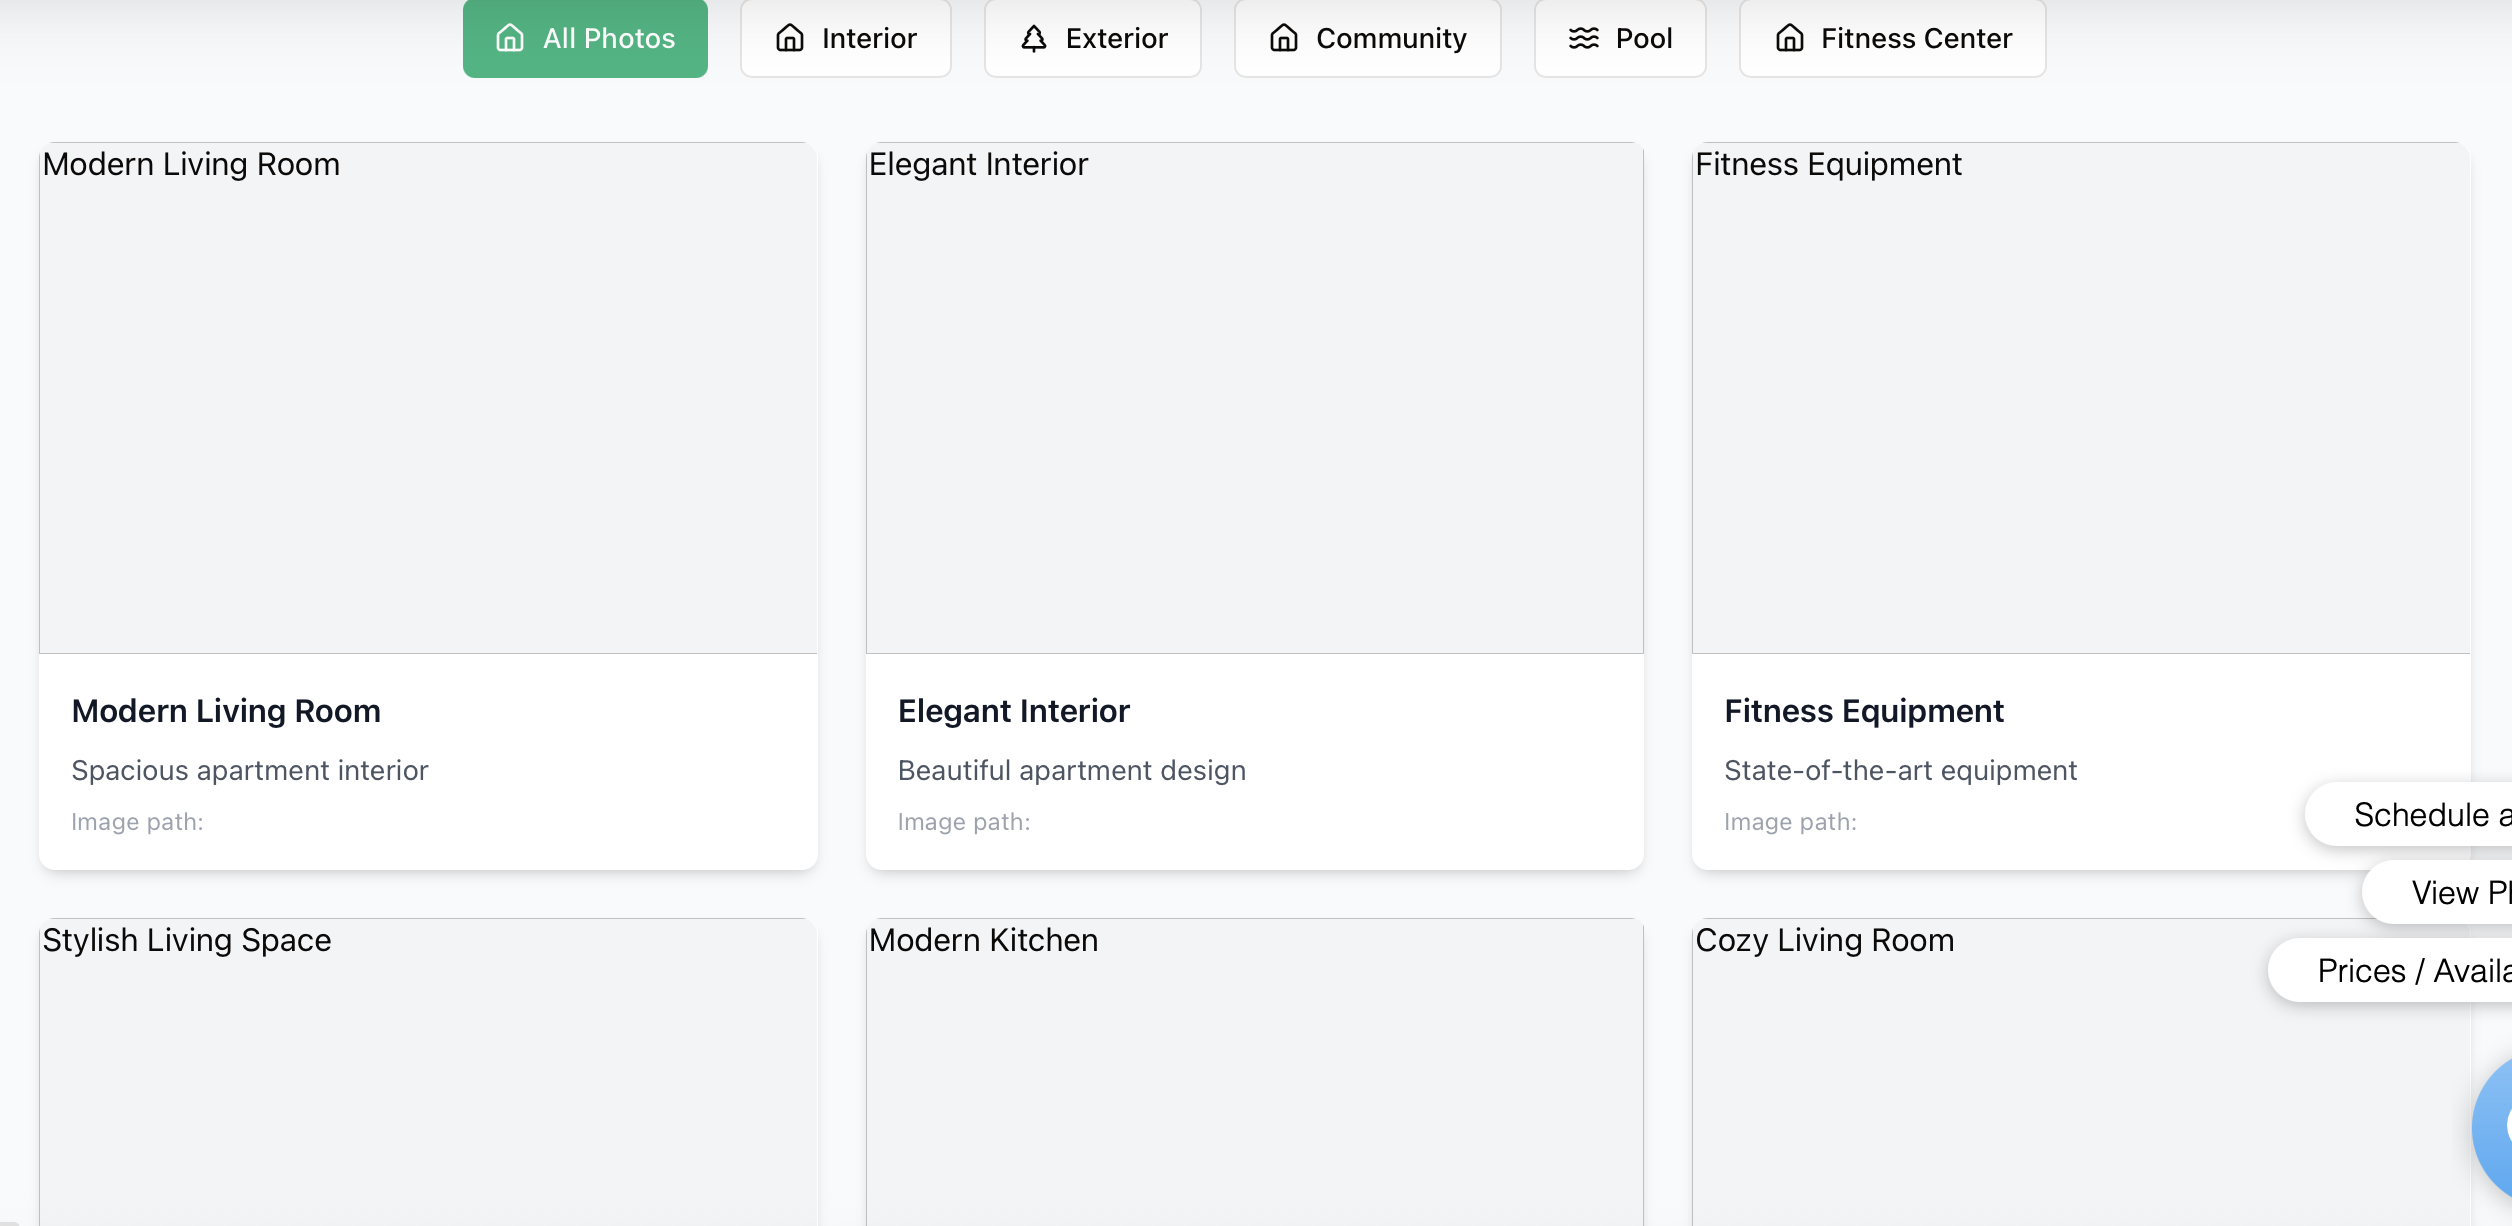 All Photos
Interior
Exterior
Community
Pool
Fitness Center
Modern Living Room
Elegant Interior
Fitness Equipment
Modern Living Room
Elegant Interior
Fitness Equipment
Spacious apartment interior
Beautiful apartment design
State-of-the-art equipment
Image path:
Image path:
Image path:
Schedule a
View Pl
Prices / Availa
Stylish Living Space
Modern Kitchen
Cozy Living Room